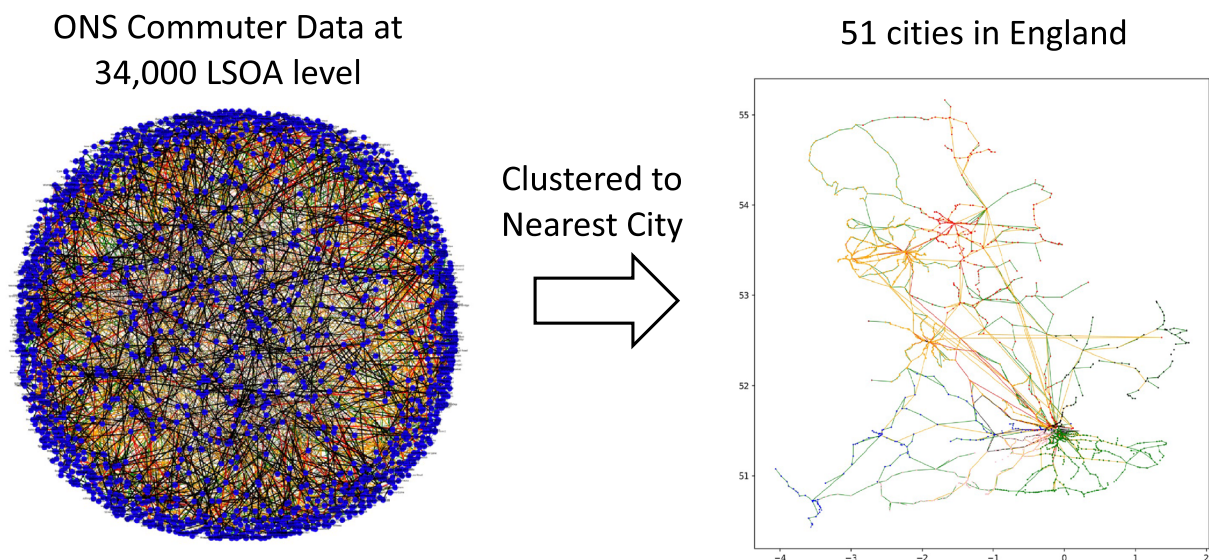 ONS Commuter Data at
34,000 LSOA level
51 cities in England
Clustered to
Nearest City
55
54
53
52
51
−4
−3
−2
−1
0
1
2